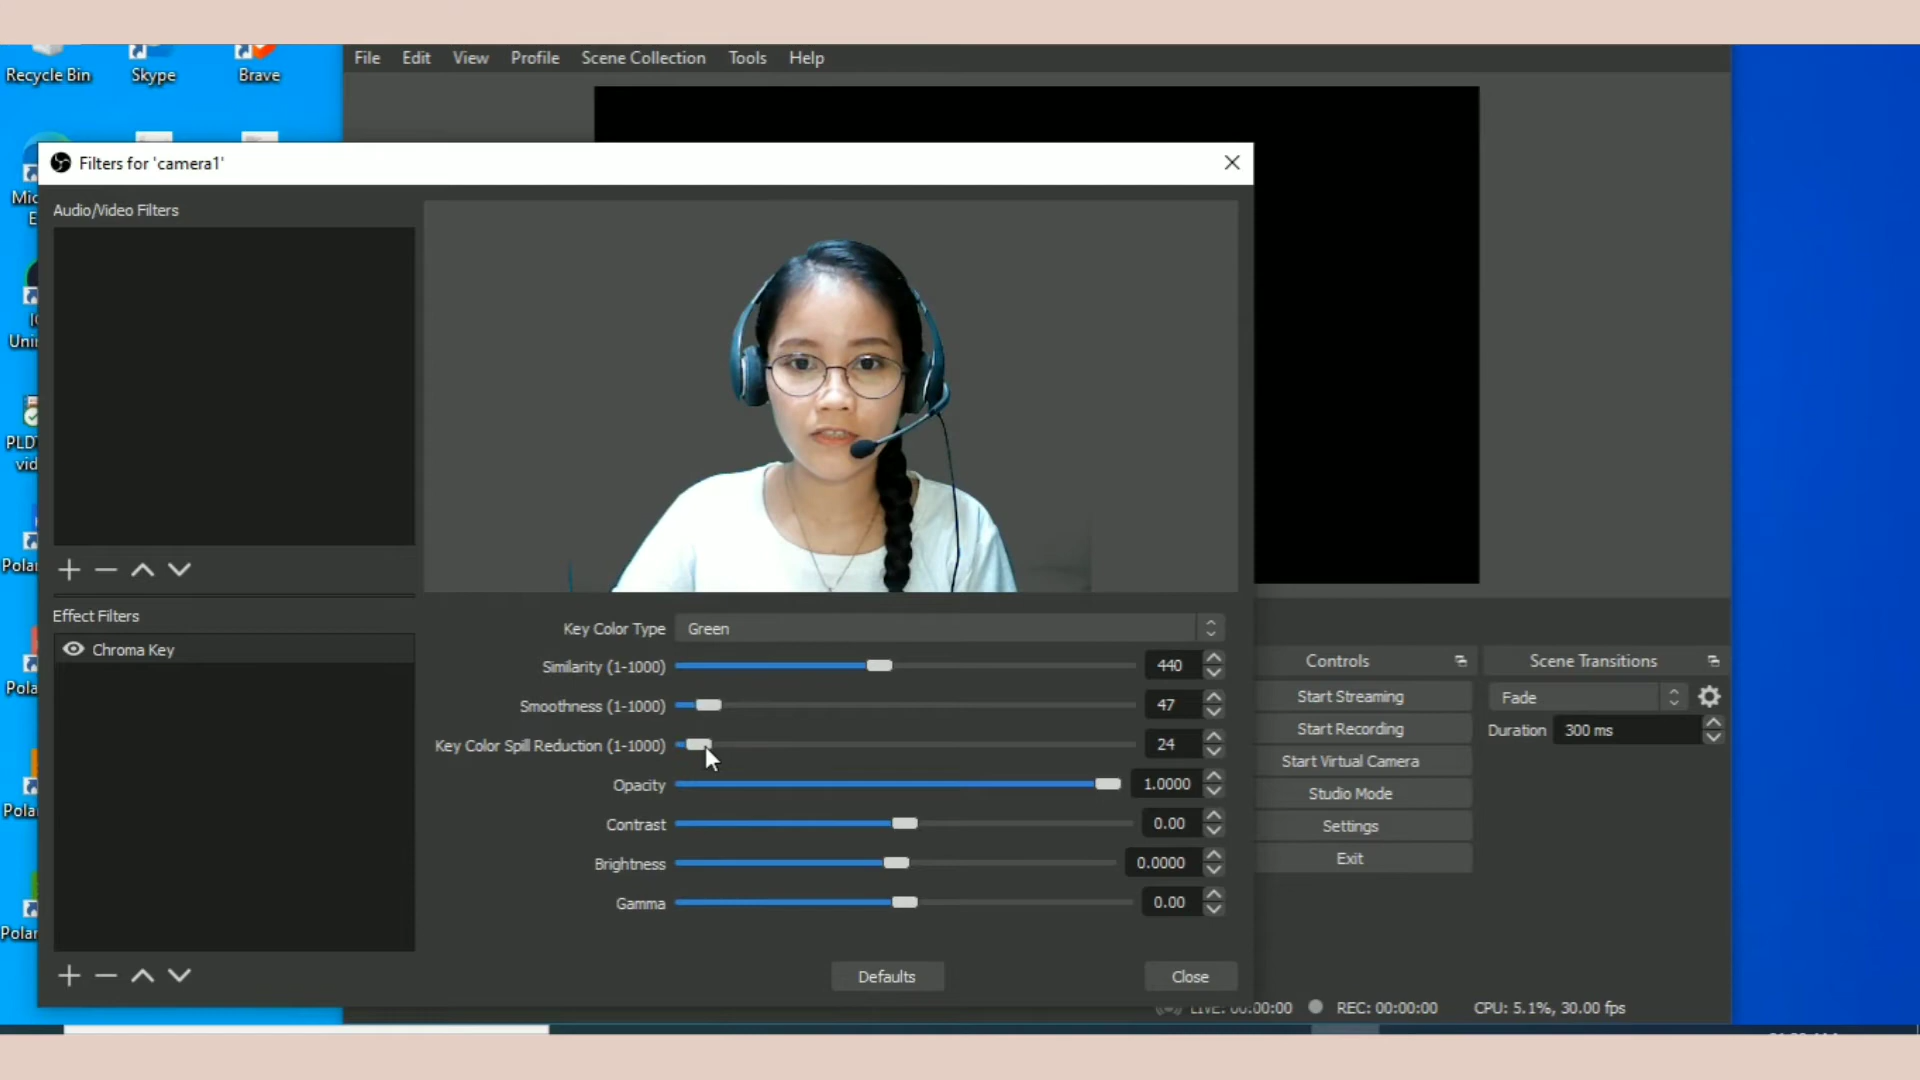 File Edit View Profile Scene Collection Tools Help
Recycle Bin
Skype
Brave
Filters for 'camera1'
Audio/Video Filters
Effect Filters
Chroma Key
Key Color Type Green
Similarity (1-1000) 440
Smoothness (1-1000) 47
Key Color Spill Reduction (1-1000) 24
Opacity 1.0000
Contrast 0.00
Brightness 0.0000
Gamma 0.00
Defaults
Close
Controls
Start Streaming
Start Recording
Start Virtual Camera
Studio Mode
Settings
Exit
Scene Transitions
Fade
Duration 300 ms
LIVE: 00:00:00 REC: 00:00:00 CPU: 5.1%, 30.00 fps